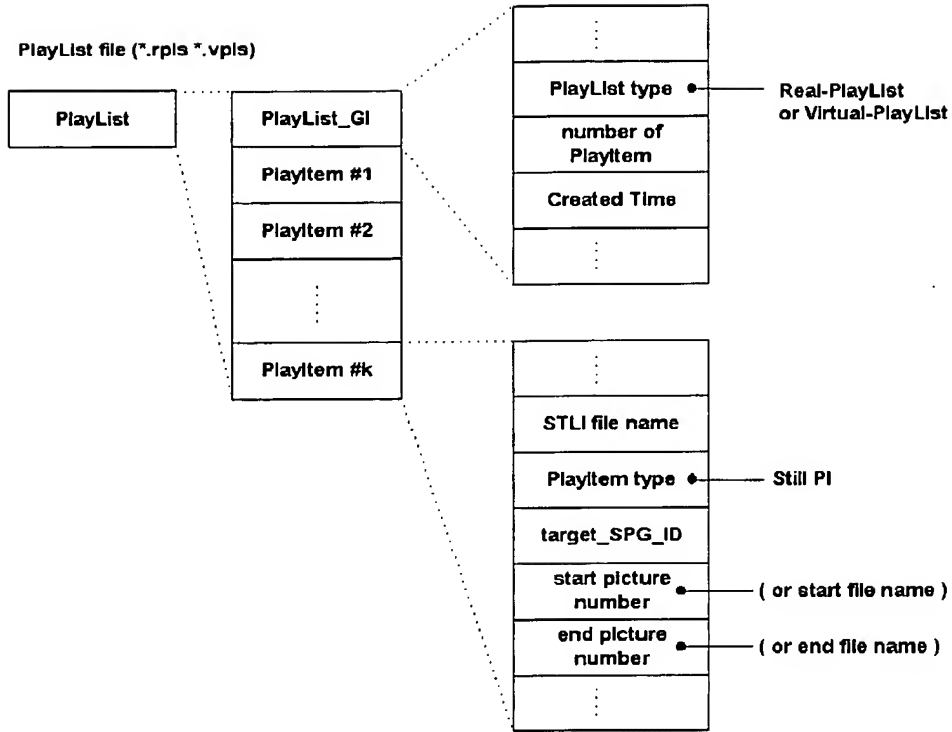 PlayList file (*.rpls *.vpls)
PlayList
PlayList_GI
PlayItem #1
PlayItem #2
PlayItem #k
PlayList type
Real-PlayList
or Virtual-PlayList
number of
PlayItem
Created Time
STLI file name
PlayItem type
Still PI
target_SPG_ID
start picture
number
( or start file name )
end picture
number
( or end file name )